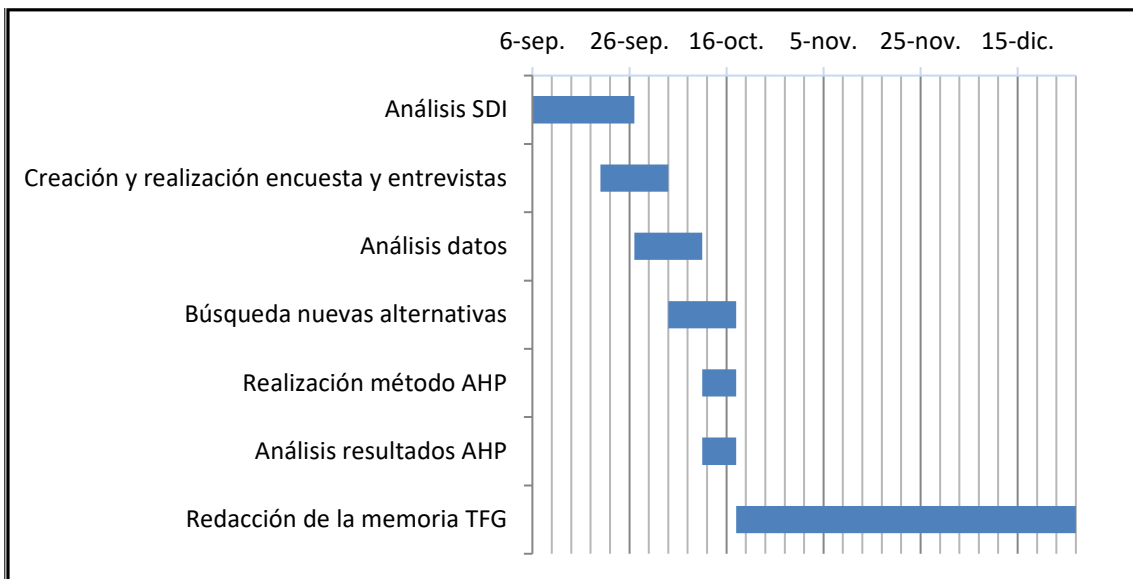 6-sep. 26-sep. 16-oct. 5-nov. 25-nov. 15-dic.
Análisis SDI
Creación y realización encuesta y entrevistas
Análisis datos
Búsqueda nuevas alternativas
Realización método AHP
Análisis resultados AHP
Redacción de la memoria TFG